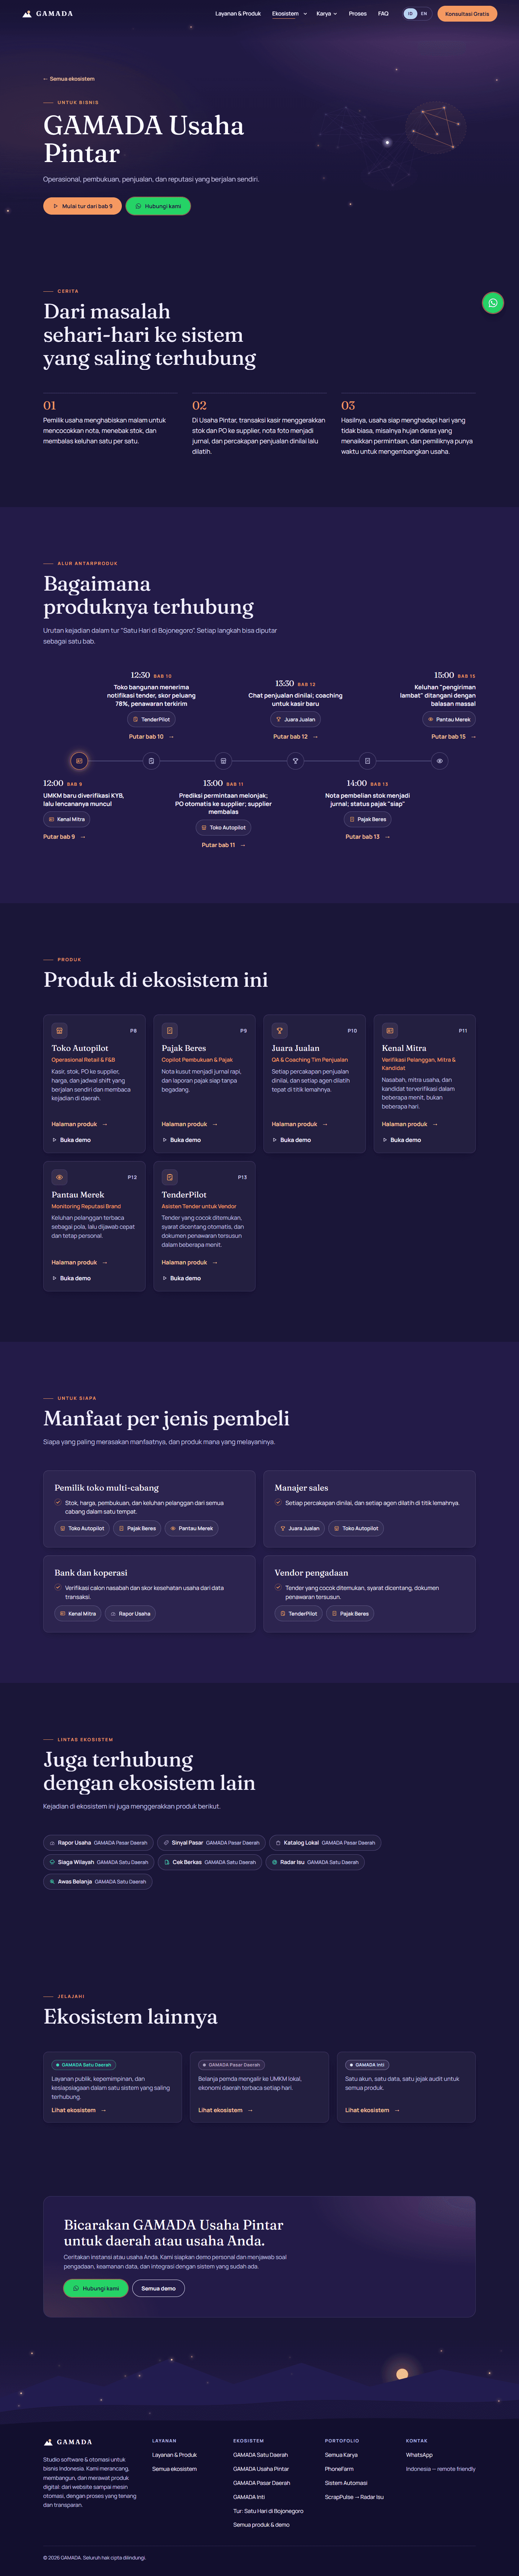 GAMADA
Layanan & Produk
Ekosistem
Karya
Proses
FAQ
ID
EN
Konsultasi Gratis
← Semua ekosistem
UNTUK BISNIS
GAMADA Usaha
Pintar
Operasional, pembukuan, penjualan, dan reputasi yang berjalan sendiri.
Mulai tur dari bab 9
Hubungi kami
CERITA
Dari masalah
sehari-hari ke sistem
yang saling terhubung
01
Pemilik usaha menghabiskan malam untuk
mencocokkan nota, menebak stok, dan
membalas keluhan satu per satu.
02
Di Usaha Pintar, transaksi kasir menggerakkan
stok dan PO ke supplier, nota foto menjadi
jurnal, dan percakapan penjualan dinilai lalu
dilatih.
03
Hasilnya, usaha siap menghadapi hari yang
tidak biasa, misalnya hujan deras yang
menaikkan permintaan, dan pemiliknya punya
waktu untuk mengembangkan usaha.
ALUR ANTARPRODUK
Bagaimana
produknya terhubung
Urutan kejadian dalam tur "Satu Hari di Bojonegoro". Setiap langkah bisa diputar
sebagai satu bab.
12:30 BAB 10
Toko bangunan menerima
notifikasi tender, skor peluang
78%, penawaran terkirim
TenderPilot
Putar bab 10 →
13:30 BAB 12
Chat penjualan dinilai; coaching
untuk kasir baru
Juara Jualan
Putar bab 12 →
15:00 BAB 15
Keluhan "pengiriman
lambat" ditangani dengan
balasan massal
Pantau Merek
Putar bab 15 →
12:00 BAB 9
UMKM baru diverifikasi KYB,
lalu lencananya muncul
Kenal Mitra
Putar bab 9 →
13:00 BAB 11
Prediksi permintaan melonjak;
PO otomatis ke supplier; supplier
membalas
Toko Autopilot
Putar bab 11 →
14:00 BAB 13
Nota pembelian stok menjadi
jurnal; status pajak "siap"
Pajak Beres
Putar bab 13 →
PRODUK
Produk di ekosistem ini
P8
Toko Autopilot
Operasional Retail & F&B
Kasir, stok, PO ke supplier,
harga, dan jadwal shift yang
berjalan sendiri dan membaca
kejadian di daerah.
Halaman produk →
Buka demo
P9
Pajak Beres
Copilot Pembukuan & Pajak
Nota kusut menjadi jurnal rapi,
dan laporan pajak siap tanpa
begadang.
Halaman produk →
Buka demo
P10
Juara Jualan
QA & Coaching Tim Penjualan
Setiap percakapan penjualan
dinilai, dan setiap agen dilatih
tepat di titik lemahnya.
Halaman produk →
Buka demo
P11
Kenal Mitra
Verifikasi Pelanggan, Mitra &
Kandidat
Nasabah, mitra usaha, dan
kandidat terverifikasi dalam
beberapa menit, bukan
beberapa hari.
Halaman produk →
Buka demo
P12
Pantau Merek
Monitoring Reputasi Brand
Keluhan pelanggan terbaca
sebagai pola, lalu dijawab cepat
dan tetap personal.
Halaman produk →
Buka demo
P13
TenderPilot
Asisten Tender untuk Vendor
Tender yang cocok ditemukan,
syarat dicentang otomatis, dan
dokumen penawaran tersusun
dalam beberapa menit.
Halaman produk →
Buka demo
UNTUK SIAPA
Manfaat per jenis pembeli
Siapa yang paling merasakan manfaatnya, dan produk mana yang melayaninya.
Pemilik toko multi-cabang
Stok, harga, pembukuan, dan keluhan pelanggan dari semua
cabang dalam satu tempat.
Toko Autopilot
Pajak Beres
Pantau Merek
Manajer sales
Setiap percakapan dinilai, dan setiap agen dilatih di titik lemahnya.
Juara Jualan
Toko Autopilot
Bank dan koperasi
Verifikasi calon nasabah dan skor kesehatan usaha dari data
transaksi.
Kenal Mitra
Rapor Usaha
Vendor pengadaan
Tender yang cocok ditemukan, syarat dicentang, dokumen
penawaran tersusun.
TenderPilot
Pajak Beres
LINTAS EKOSISTEM
Juga terhubung
dengan ekosistem lain
Kejadian di ekosistem ini juga menggerakkan produk berikut.
Rapor Usaha GAMADA Pasar Daerah
Sinyal Pasar GAMADA Pasar Daerah
Katalog Lokal GAMADA Pasar Daerah
Siaga Wilayah GAMADA Satu Daerah
Cek Berkas GAMADA Satu Daerah
Radar Isu GAMADA Satu Daerah
Awas Belanja GAMADA Satu Daerah
JELAJAHI
Ekosistem lainnya
GAMADA Satu Daerah
Layanan publik, kepemimpinan, dan
kesiapsiagaan dalam satu sistem yang saling
terhubung.
Lihat ekosistem →
GAMADA Pasar Daerah
Belanja pemda mengalir ke UMKM lokal,
ekonomi daerah terbaca setiap hari.
Lihat ekosistem →
GAMADA Inti
Satu akun, satu data, satu jejak audit untuk
semua produk.
Lihat ekosistem →
Bicarakan GAMADA Usaha Pintar
untuk daerah atau usaha Anda.
Ceritakan instansi atau usaha Anda. Kami siapkan demo personal dan menjawab soal
pengadaan, keamanan data, dan integrasi dengan sistem yang sudah ada.
Hubungi kami
Semua demo
GAMADA
Studio software & otomasi untuk
bisnis Indonesia. Kami merancang,
membangun, dan merawat produk
digital: dari website sampai mesin
otomasi, dengan proses yang tenang
dan transparan.
LAYANAN
Layanan & Produk
Semua ekosistem
EKOSISTEM
GAMADA Satu Daerah
GAMADA Usaha Pintar
GAMADA Pasar Daerah
GAMADA Inti
Tur: Satu Hari di Bojonegoro
Semua produk & demo
PORTOFOLIO
Semua Karya
PhoneFarm
Sistem Automasi
ScrapPulse → Radar Isu
KONTAK
WhatsApp
Indonesia — remote friendly
© 2026 GAMADA. Seluruh hak cipta dilindungi.